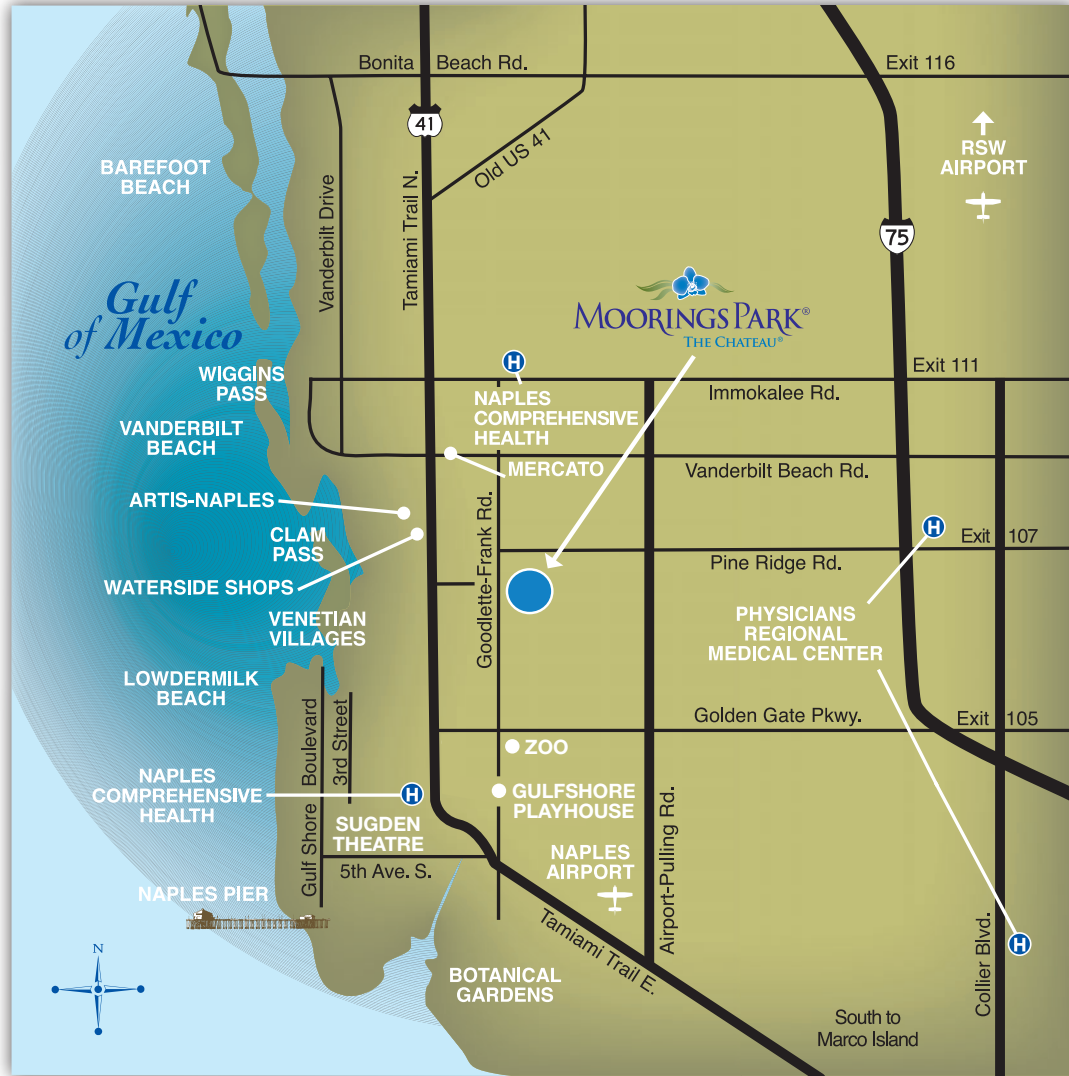 Bonita Beach Rd.
Exit 116
41
Old US 41
BAREFOOT
BEACH
RSW
AIRPORT
Vanderbilt Drive
Tamiami Trail N.
75
Gulf
of Mexico
MOORINGS PARK®
THE CHATEAU®
H
Exit 111
WIGGINS
PASS
Immokalee Rd.
NAPLES
COMPREHENSIVE
HEALTH
VANDERBILT
BEACH
MERCATO
Vanderbilt Beach Rd.
ARTIS-NAPLES
Goodlette-Frank Rd.
H
CLAM
PASS
Exit 107
Pine Ridge Rd.
WATERSIDE SHOPS
VENETIAN
VILLAGES
PHYSICIANS
REGIONAL
MEDICAL CENTER
LOWDERMILK
BEACH
Gulf Shore Boulevard
3rd Street
Golden Gate Pkwy.
Exit 105
ZOO
NAPLES
COMPREHENSIVE
HEALTH
H
GULFSHORE
PLAYHOUSE
SUGDEN
THEATRE
Airport-Pulling Rd.
5th Ave. S.
NAPLES
AIRPORT
NAPLES PIER
Tamiami Trail E.
Collier Blvd.
H
N
BOTANICAL
GARDENS
South to
Marco Island